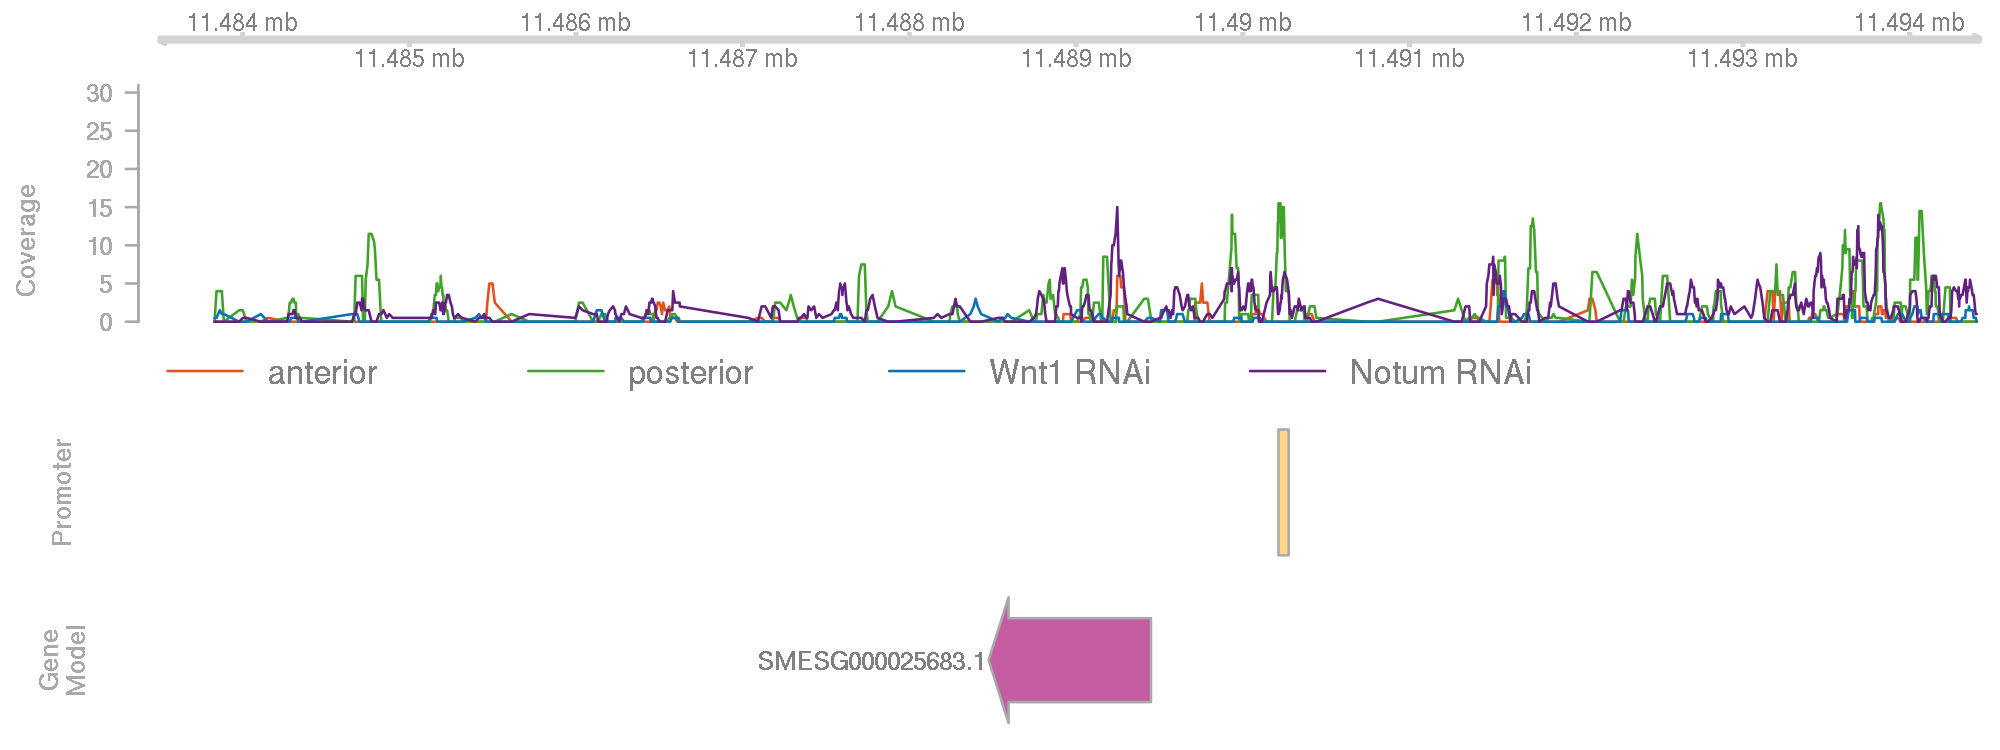 11.484 mb 11.486 mb 11.488 mb 11.49 mb 11.492 mb 11.494 mb
11.485 mb 11.487 mb 11.489 mb 11.491 mb 11.493 mb
30
25
20
15
10
5
0
Coverage
anterior posterior Wnt1 RNAi Notum RNAi
Promoter
Gene
Model
SMESG000025683.1